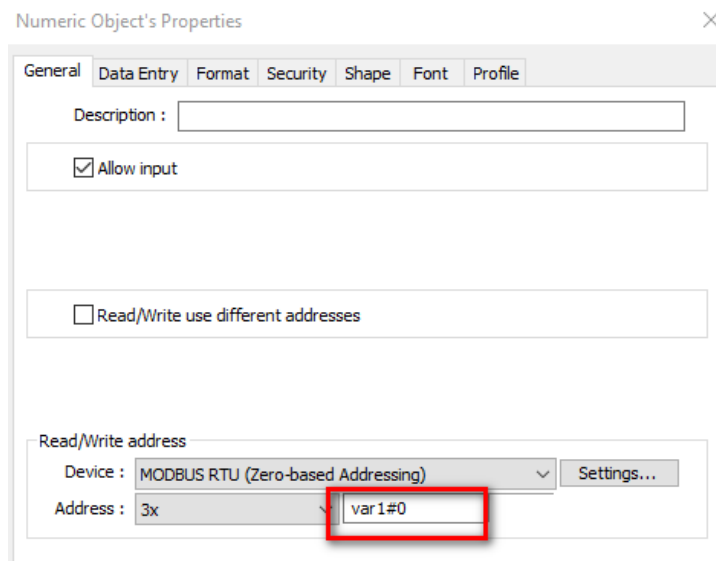 Numeric Object's Properties
General Data Entry Format Security Shape Font Profile
Description :
Allow input
Read/Write use different addresses
Read/Write address
Device : MODBUS RTU (Zero-based Addressing) Settings...
Address : 3x var1#0